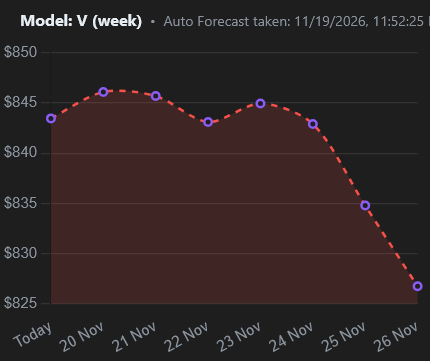 Model: V (week) • Auto Forecast taken: 11/19/2026, 11:52:25
$850
$845
$840
$835
$830
$825
Today
20 Nov
21 Nov
22 Nov
23 Nov
24 Nov
25 Nov
26 Nov